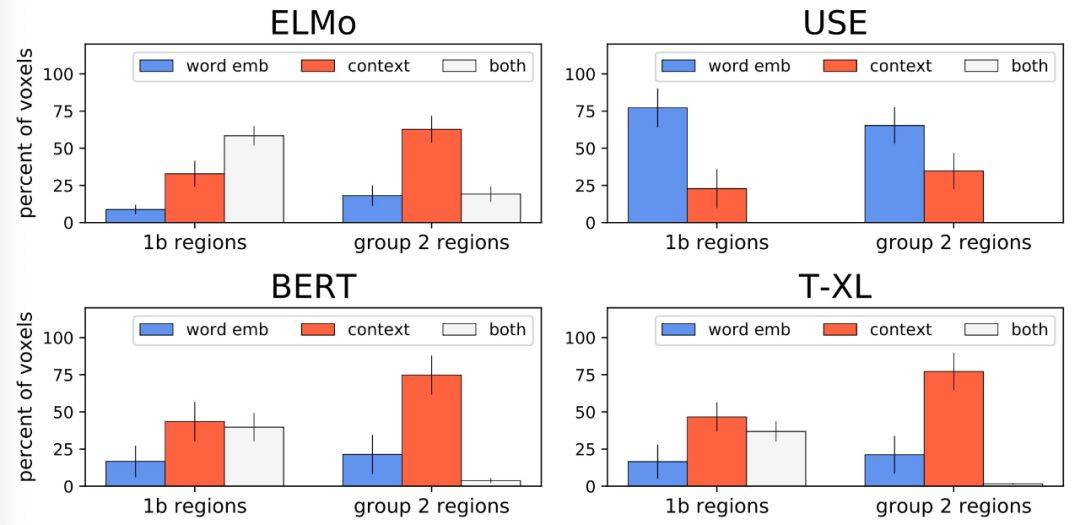 ELMo
USE
percent of voxels
100
75
50
25
0
word emb
context
both
1b regions
group 2 regions
100
75
50
25
0
word emb
context
both
1b regions
group 2 regions
BERT
T-XL
percent of voxels
100
75
50
25
0
word emb
context
both
1b regions
group 2 regions
100
75
50
25
0
word emb
context
both
1b regions
group 2 regions